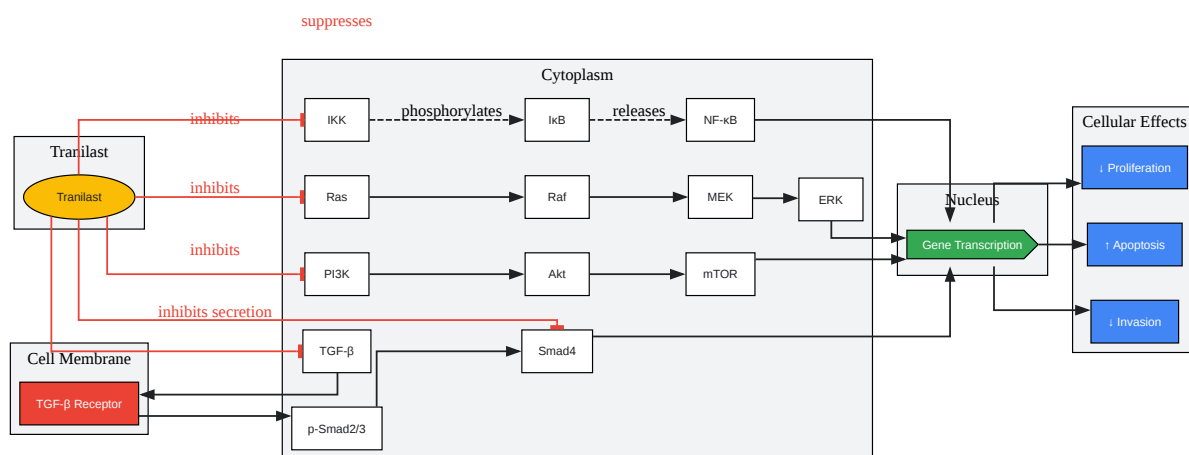 suppresses
Cytoplasm
inhibits
IKK
phosphorylates
IκB
releases
NF-κB
Cellular Effects
Tranilast
Tranilast
↓ Proliferation
inhibits
Ras
Raf
MEK
ERK
Nucleus
Gene Transcription
↑ Apoptosis
inhibits
PI3K
Akt
mTOR
inhibits secretion
↓ Invasion
Cell Membrane
TGF-β
Smad4
TGF-β Receptor
p-Smad2/3